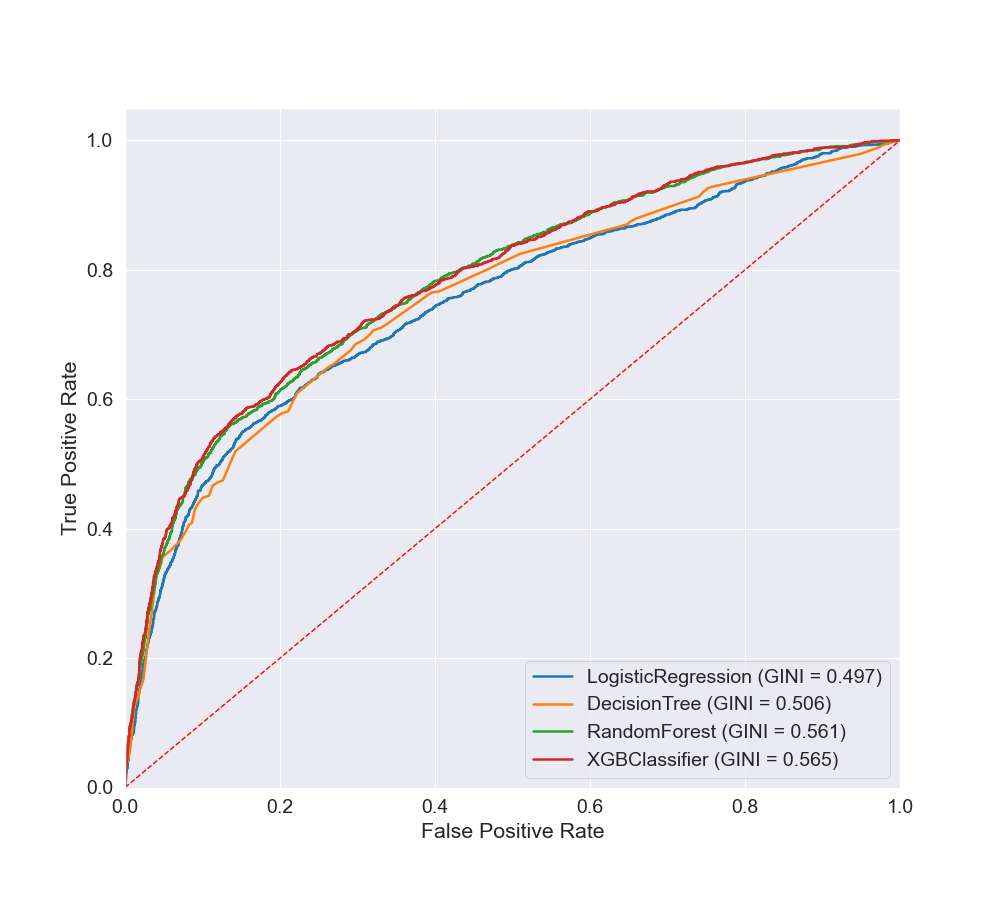 1.0
0.8
0.6
0.4
0.2
0.0
True Positive Rate
LogisticRegression (GINI = 0.497)
DecisionTree (GINI = 0.506)
RandomForest (GINI = 0.561)
XGBClassifier (GINI = 0.565)
0.0 0.2 0.4 0.6 0.8 1.0
False Positive Rate